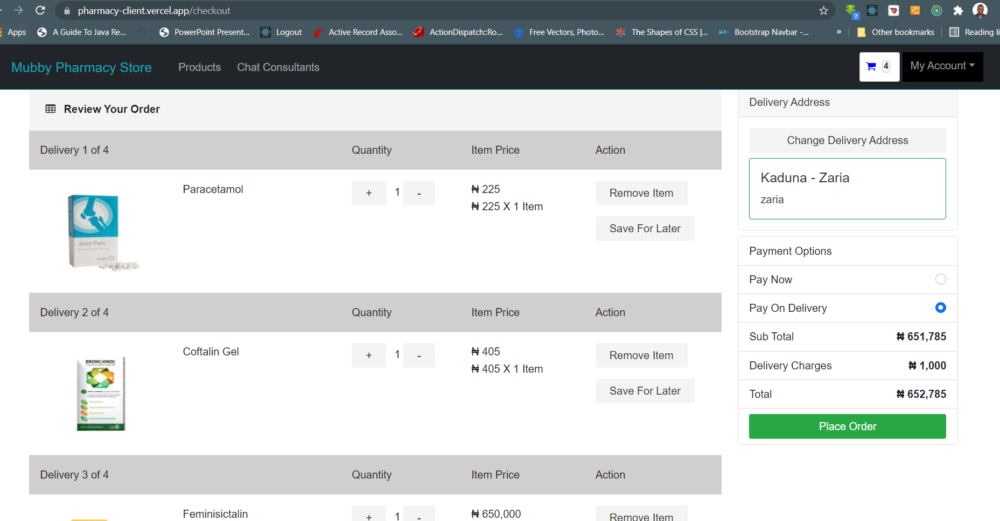 pharmacy-client.vercel.app/checkout
?
Apps
A Guide To Java Re...
PowerPoint Present...
Logout
Active Record Asso...
ActionDispatch::Ro...
Free Vectors, Photo...
The Shapes of CSS |...
MDB
Bootstrap Navbar -...
»
Other bookmarks
Reading li
Mubby Pharmacy Store
Products
Chat Consultants
4
My Account
Review Your Order
Delivery 1 of 4 Quantity Item Price Action
Paracetamol + 1 - ₦ 225 Remove Item
₦ 225 X 1 Item
Save For Later
Joint Pain
Delivery 2 of 4 Quantity Item Price Action
Coftalin Gel + 1 - ₦ 405 Remove Item
₦ 405 X 1 Item
Save For Later
BRONCHINOL
Delivery 3 of 4 Quantity Item Price Action
Feminisictalin + 1 - ₦ 650,000 Remove Item
Delivery Address
Change Delivery Address
Kaduna - Zaria
zaria
Payment Options
Pay Now
Pay On Delivery
Sub Total ₦ 651,785
Delivery Charges ₦ 1,000
Total ₦ 652,785
Place Order